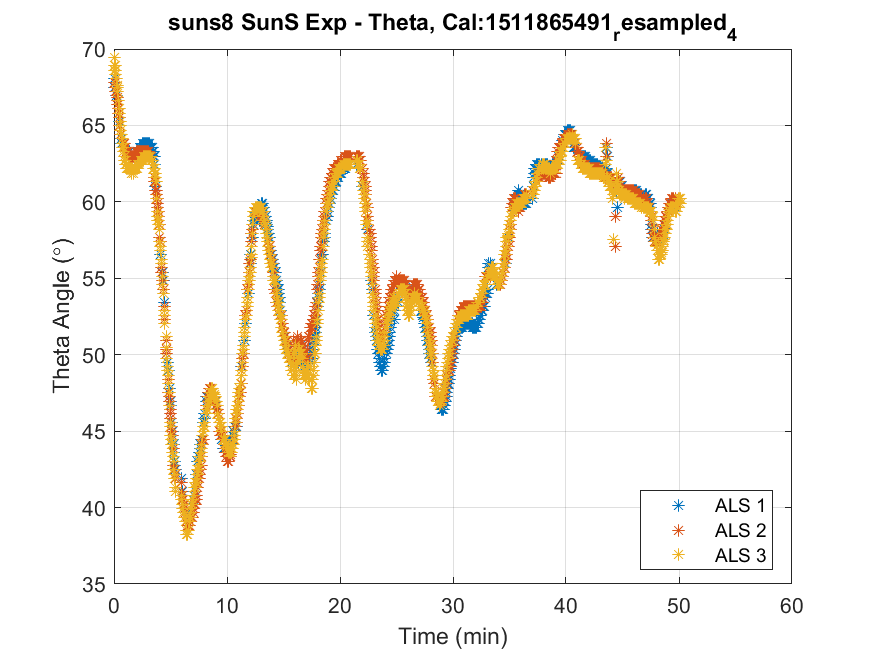 suns8 SunS Exp - Theta, Cal:1511865491_resampled_4
70
65
60
55
50
45
40
35
Theta Angle (°)
0 10 20 30 40 50 60
Time (min)
ALS 1
ALS 2
ALS 3